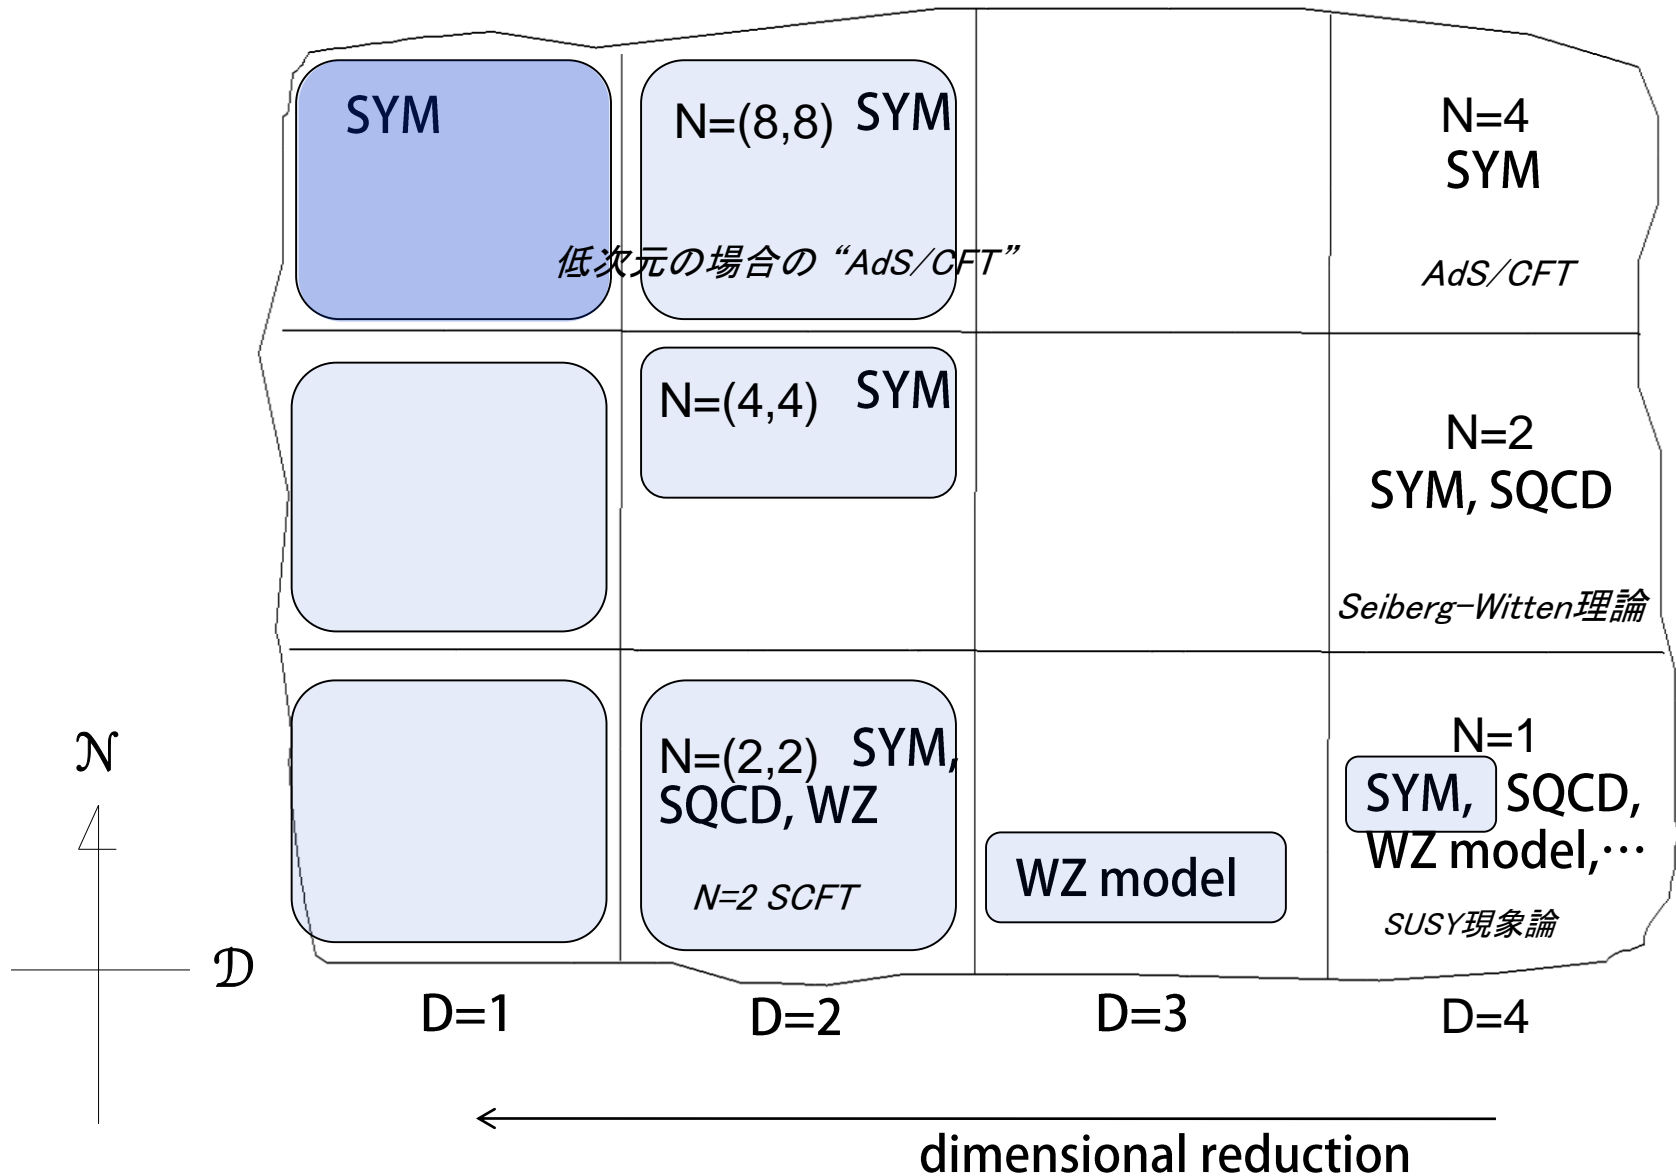 SYM
N=(8,8) SYM
N=4
SYM
低次元の場合の “AdS/CFT”
AdS/CFT
N=(4,4) SYM
N=2
SYM, SQCD
Seiberg-Witten理論
N=(2,2) SYM,
SQCD, WZ
N=2 SCFT
WZ model
N=1
SYM, SQCD,
WZ model,…
SUSY現象論
𝒩
𝒟
D=1
D=2
D=3
D=4
dimensional reduction